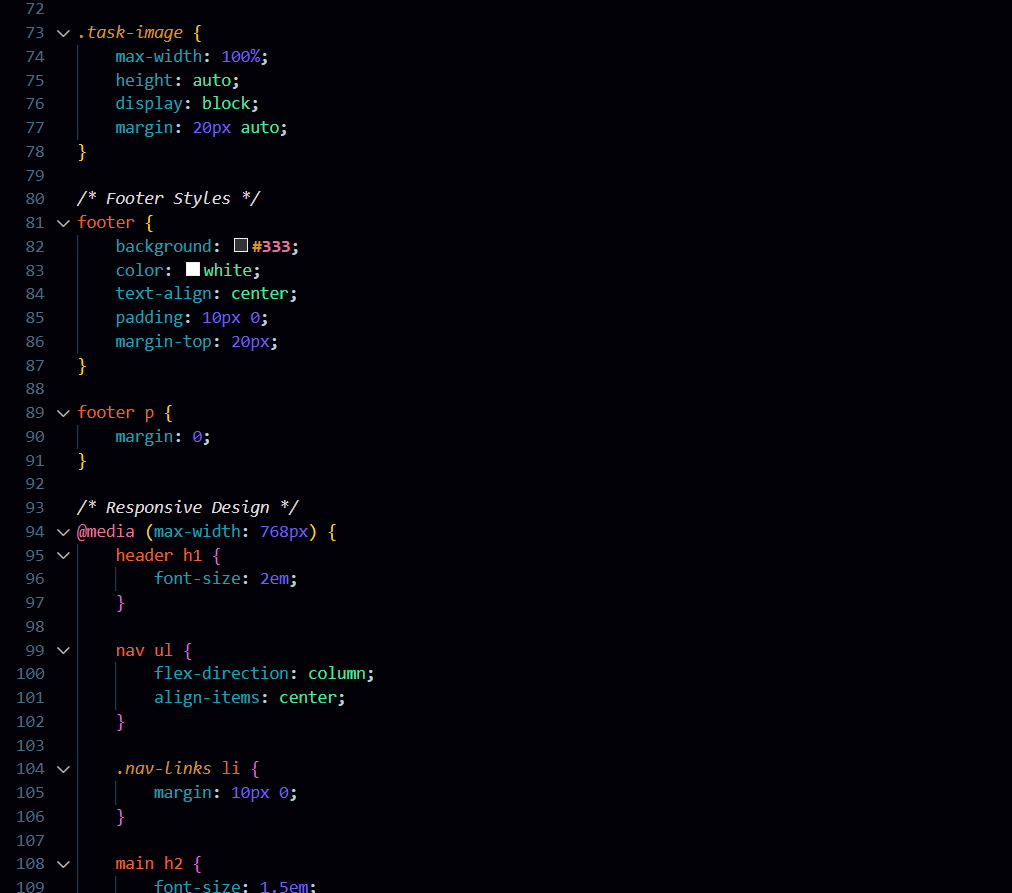 72
73 .task-image {
74     max-width: 100%;
75     height: auto;
76     display: block;
77     margin: 20px auto;
78 }
79
80 /* Footer Styles */
81 footer {
82     background: #333;
83     color: white;
84     text-align: center;
85     padding: 10px 0;
86     margin-top: 20px;
87 }
88
89 footer p {
90     margin: 0;
91 }
92
93 /* Responsive Design */
94 @media (max-width: 768px) {
95     header h1 {
96         font-size: 2em;
97     }
98
99     nav ul {
100         flex-direction: column;
101         align-items: center;
102     }
103
104     .nav-links li {
105         margin: 10px 0;
106     }
107
108     main h2 {
109         font-size: 1.5em;